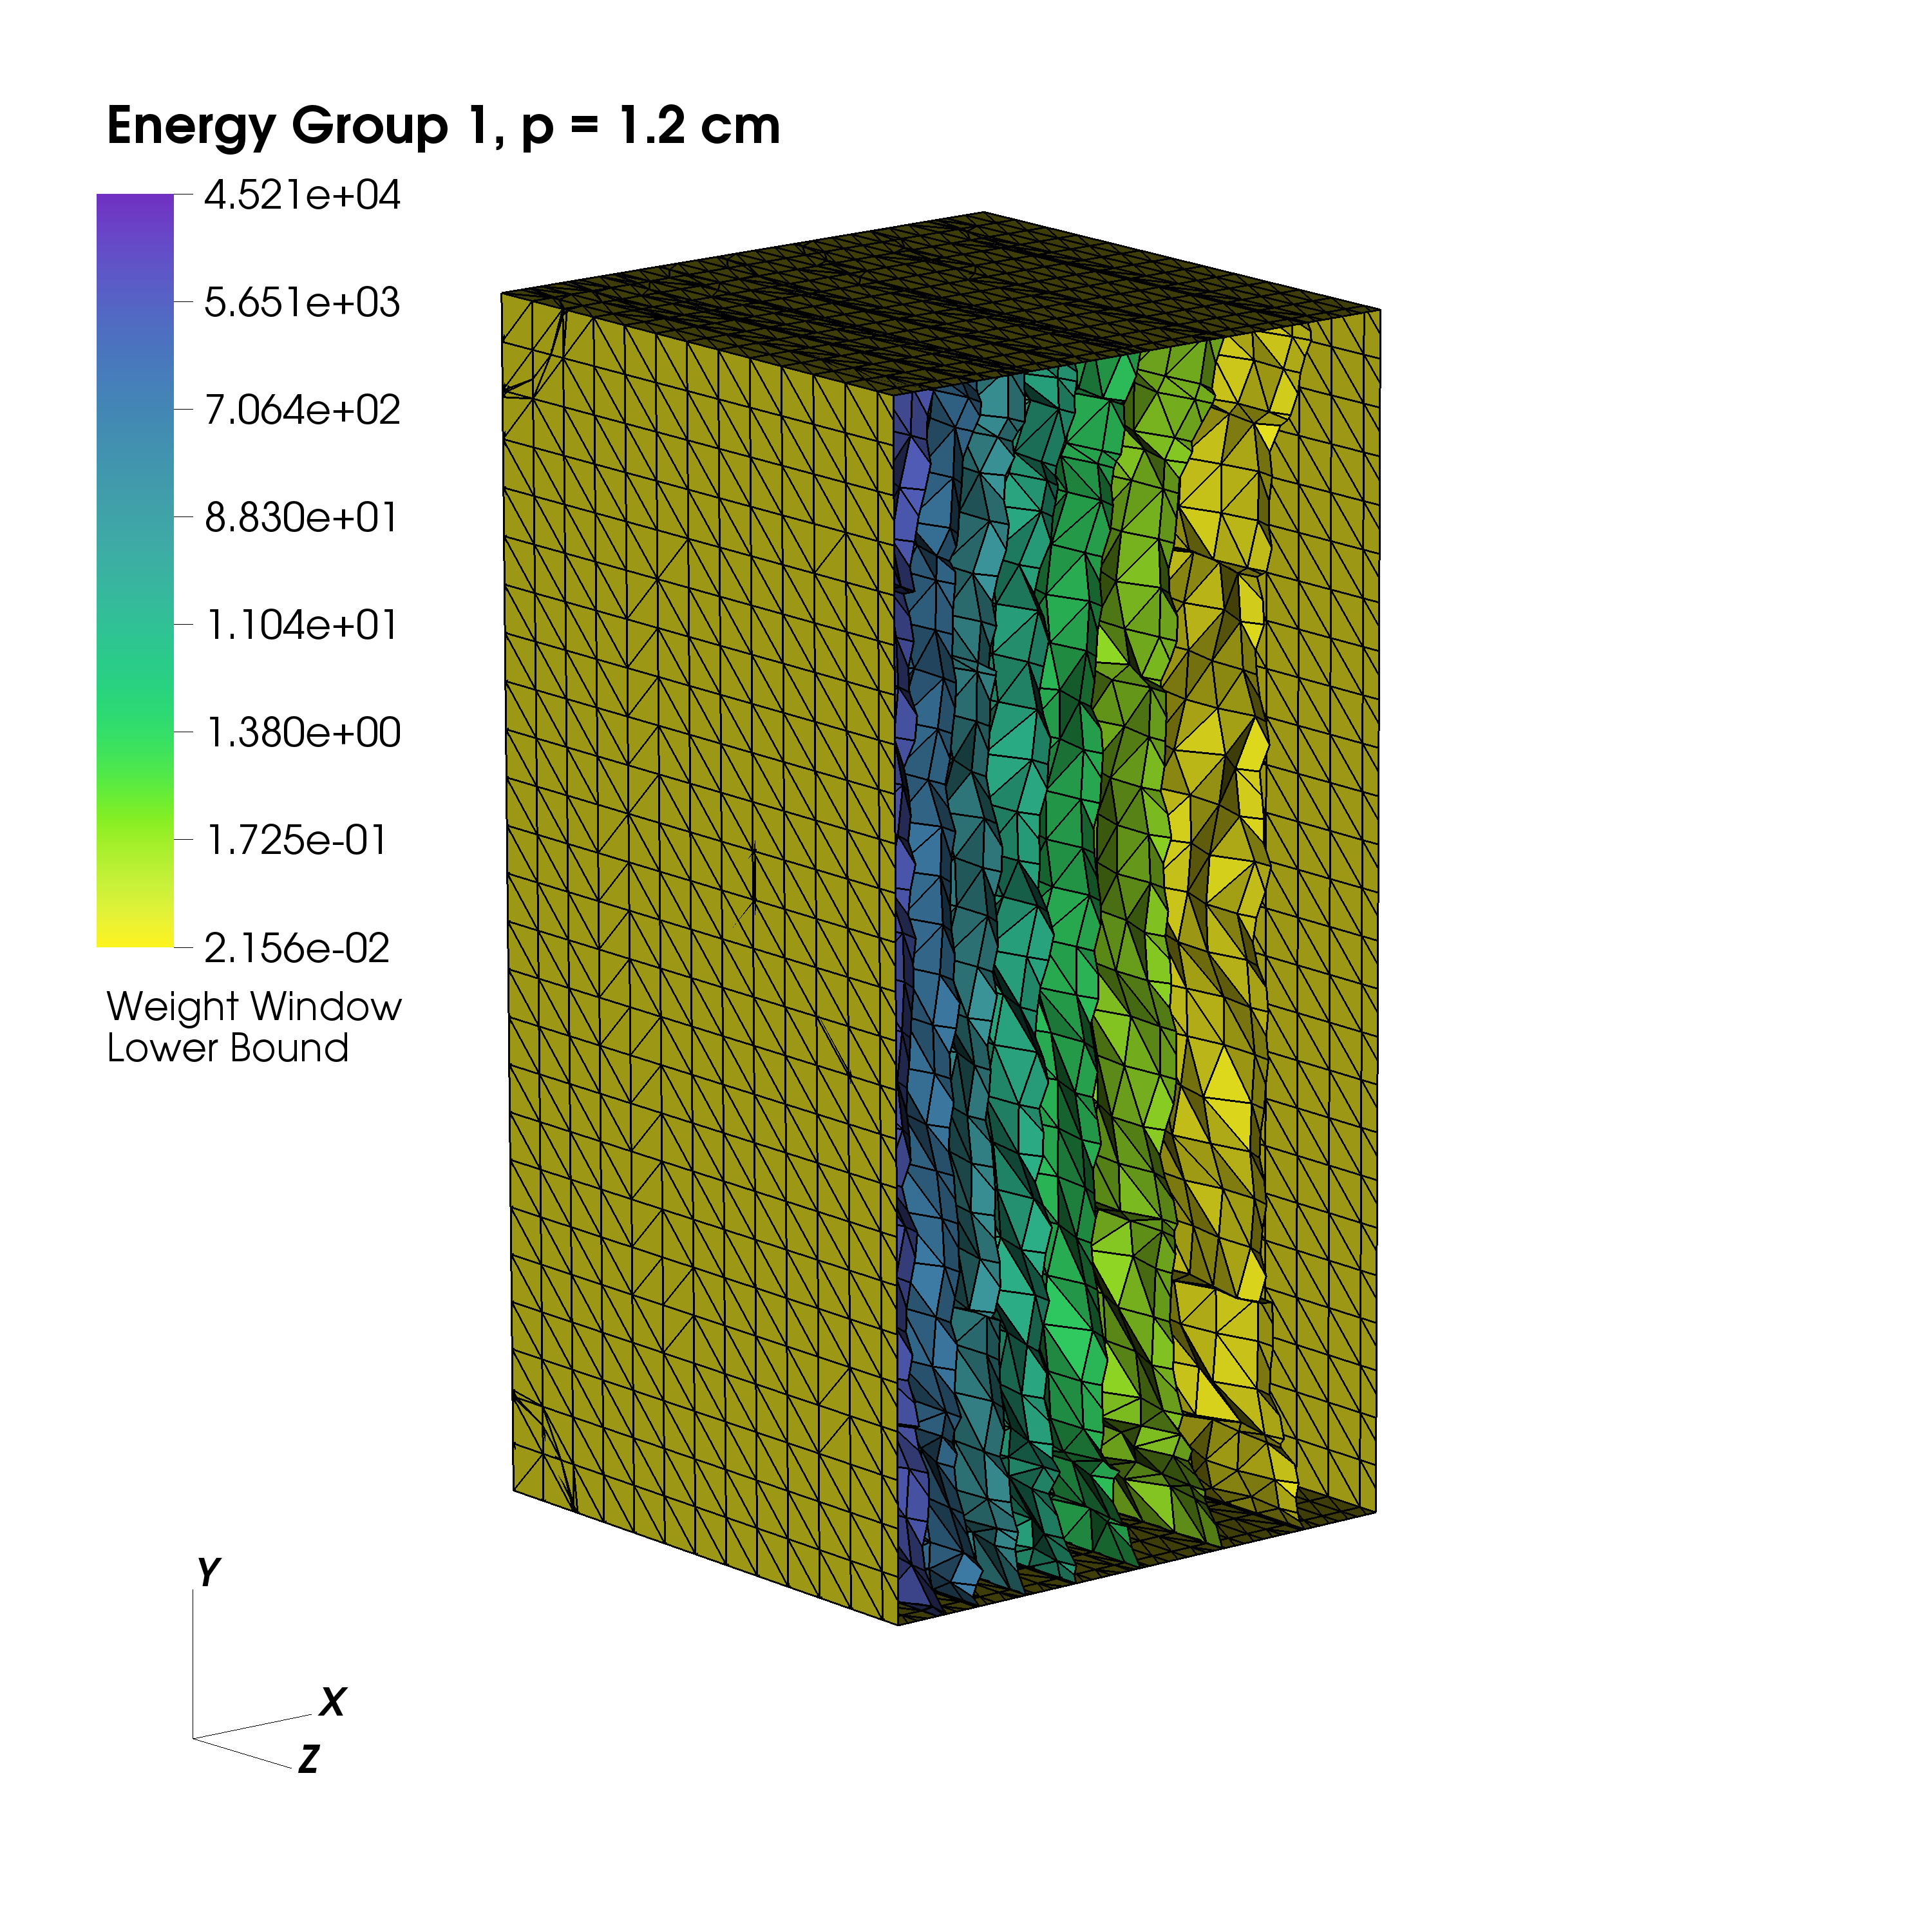 Energy Group 1, p = 1.2 cm
4.521e+04
5.651e+03
7.064e+02
8.830e+01
1.104e+01
1.380e+00
1.725e-01
2.156e-02
Weight Window
Lower Bound
Y
X
Z